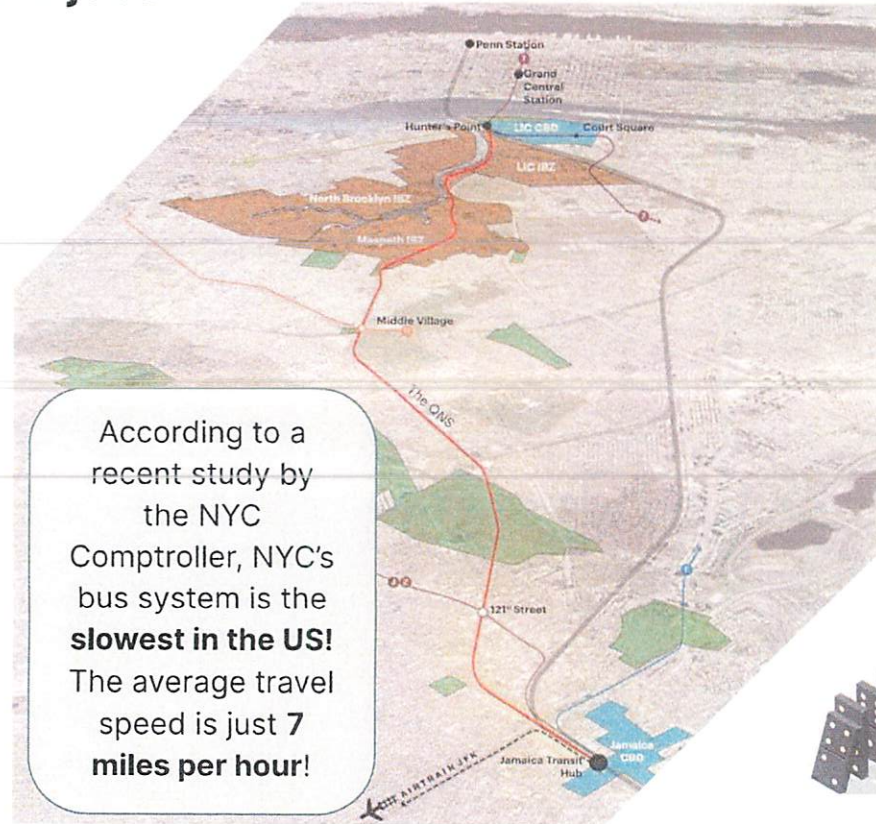 Penn Station
7
Grand
Central
Station
Hunter's Point
LIC CBD
Court Square
LIC IBZ
North Brooklyn IBZ
Maspeth IBZ
7
Middle Village
The QNS
According to a
recent study by
the NYC
Comptroller, NYC's
bus system is the
slowest in the US!
The average travel
speed is just 7
miles per hour!
121st Street
Jamaica
CBD
Jamaica Transit
Hub
AIRTRAIN JFK